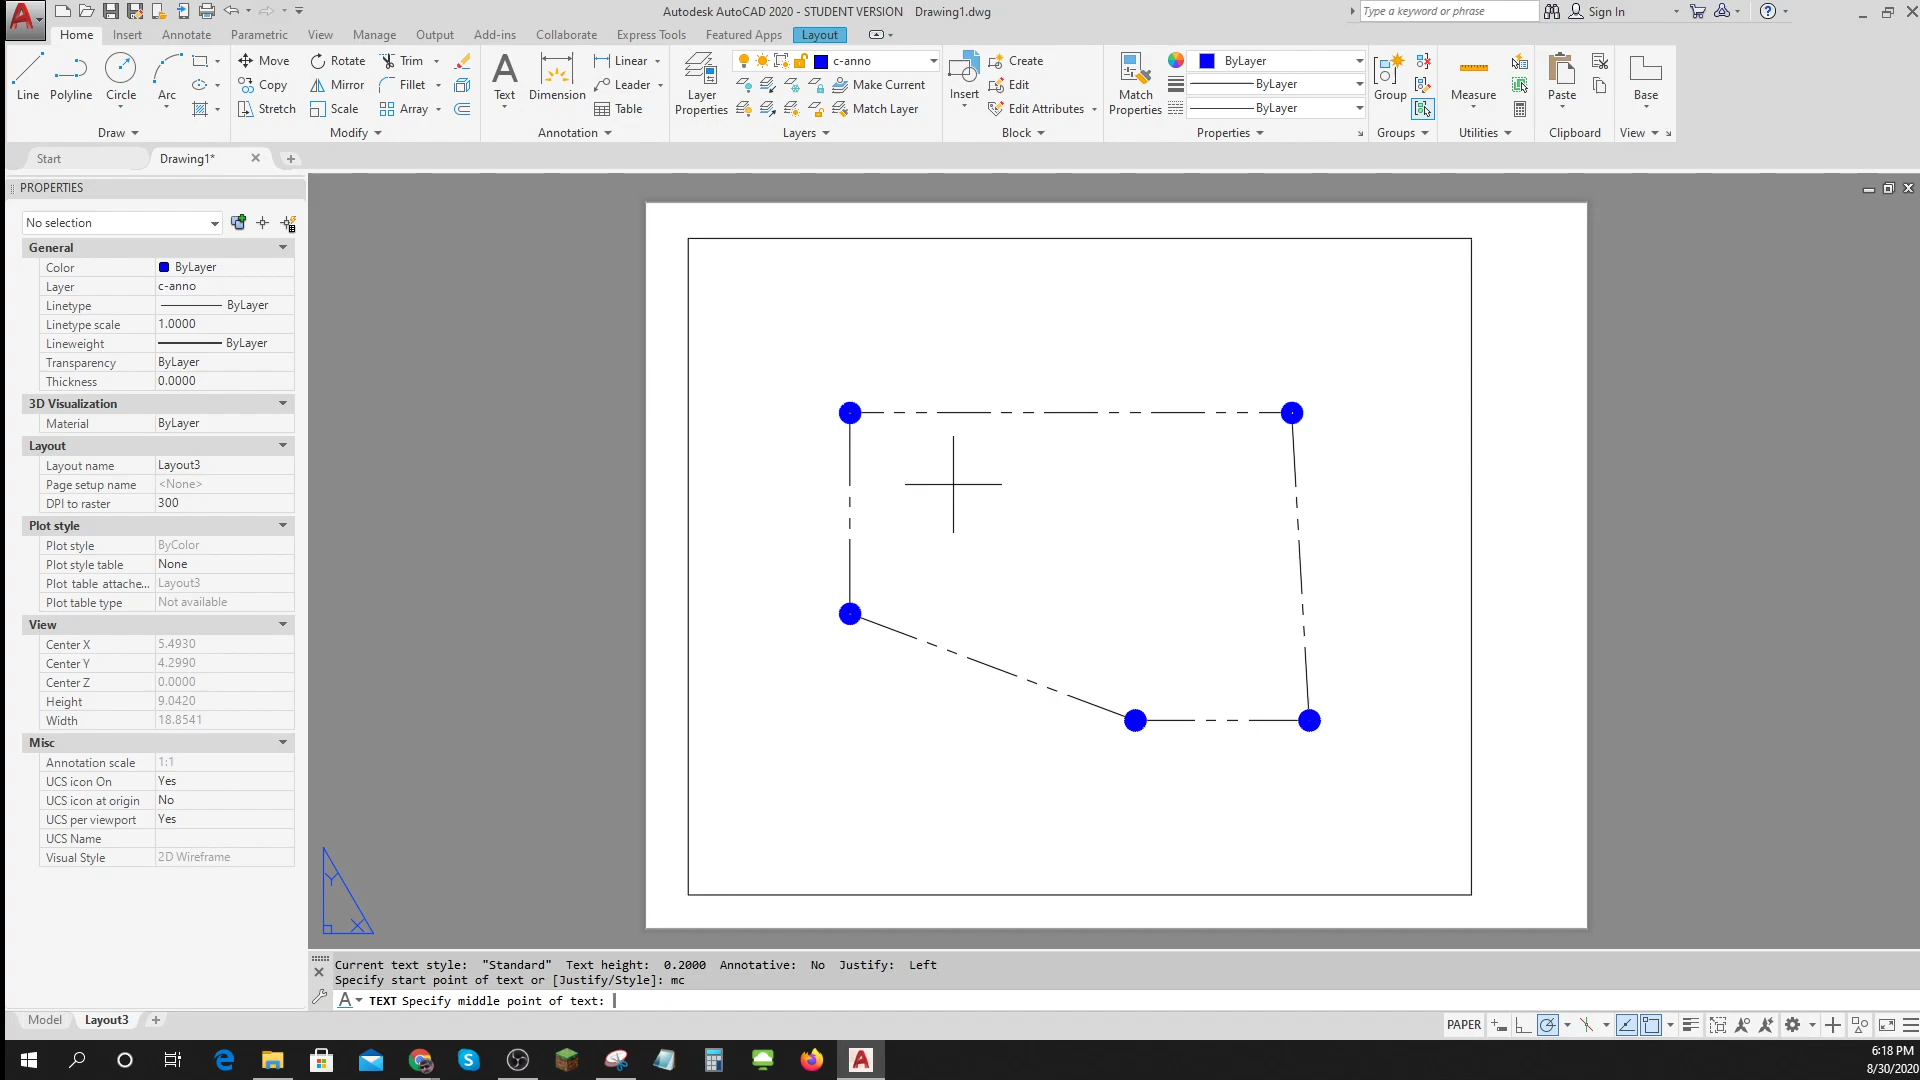 Autodesk AutoCAD 2020 - STUDENT VERSION Drawing1.dwg
Type a keyword or phrase
Sign In
Home Insert Annotate Parametric View Manage Output Add-ins Collaborate Express Tools Featured Apps Layout
Line Polyline Circle Arc
Move Rotate Trim
Copy Mirror Fillet
Stretch Scale Array
Text Dimension
Linear
Leader
Table
Layer
Properties
c-anno
Make Current
Match Layer
Insert
Create
Edit
Edit Attributes
Match
Properties
ByLayer
ByLayer
ByLayer
Group
Measure
Paste
Base
Draw Modify Annotation Layers Block Properties Groups Utilities Clipboard View
Start Drawing1*
PROPERTIES
No selection
General
Color ByLayer
Layer c-anno
Linetype ByLayer
Linetype scale 1.0000
Lineweight ByLayer
Transparency ByLayer
Thickness 0.0000
3D Visualization
Material ByLayer
Layout
Layout name Layout3
Page setup name <None>
DPI to raster 300
Plot style
Plot style ByColor
Plot style table None
Plot table attache... Layout3
Plot table type Not available
View
Center X 5.4930
Center Y 4.2990
Center Z 0.0000
Height 9.0420
Width 18.8541
Misc
Annotation scale 1:1
UCS icon On Yes
UCS icon at origin No
UCS per viewport Yes
UCS Name
Visual Style 2D Wireframe
Y
X
Current text style: "Standard" Text height: 0.2000 Annotative: No Justify: Left
Specify start point of text or [Justify/Style]: mc
TEXT Specify middle point of text:
Model Layout3
PAPER
6:18 PM
8/30/2020